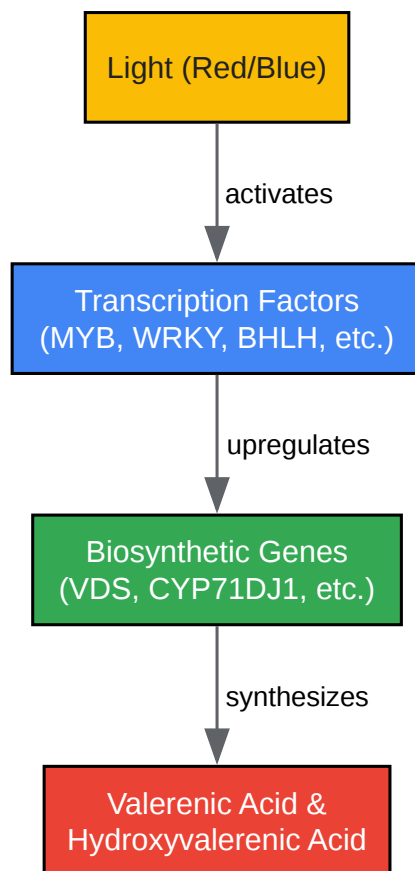 Light (Red/Blue)
activates
Transcription Factors
(MYB, WRKY, BHLH, etc.)
upregulates
Biosynthetic Genes
(VDS, CYP71DJ1, etc.)
synthesizes
Valerenic Acid &
Hydroxyvalerenic Acid